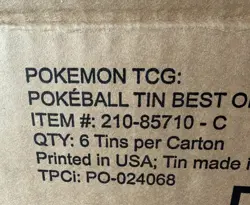 POKEMON TCG:
POKÉBALL TIN BEST O
ITEM #: 210-85710 - C
QTY: 6 Tins per Carton
Printed in USA; Tin made i
TPCi: PO-024068